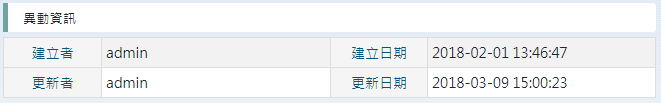 異動資訊
建立者 admin 建立日期 2018-02-01 13:46:47
更新者 admin 更新日期 2018-03-09 15:00:23